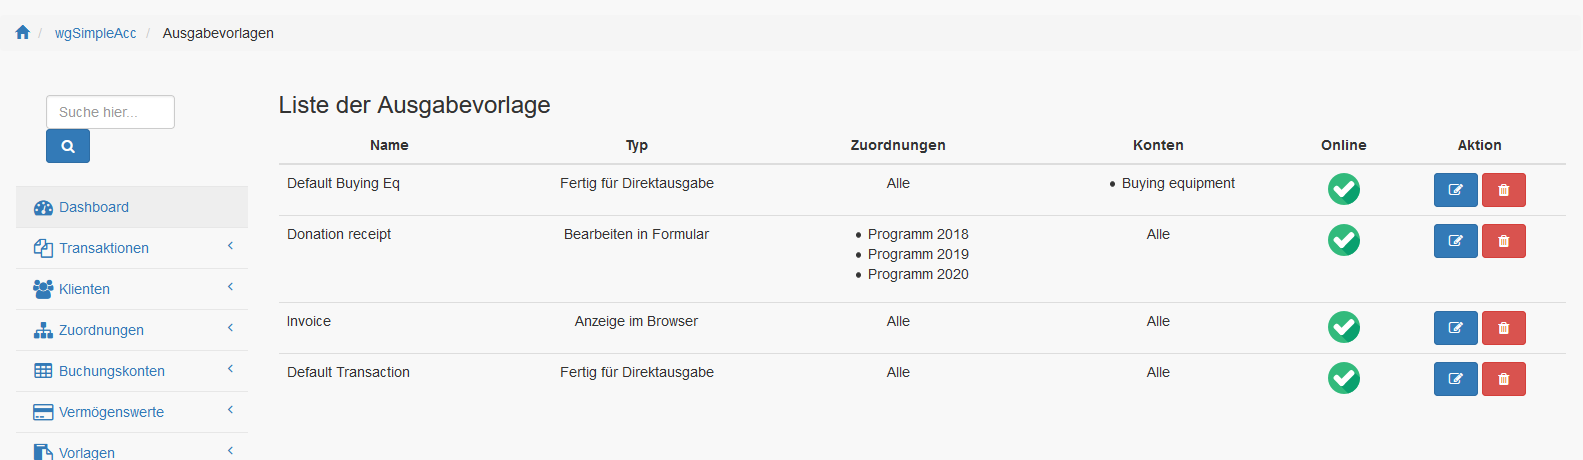 / wgSimpleAcc / Ausgabevorlagen
Suche hier...
Dashboard
Transaktionen
Klienten
Zuordnungen
Buchungskonten
Vermögenswerte
Vorlagen
Liste der Ausgabevorlage
Name Typ Zuordnungen Konten Online Aktion
Default Buying Eq Fertig für Direktausgabe Alle • Buying equipment
Donation receipt Bearbeiten in Formular • Programm 2018 Alle
• Programm 2019
• Programm 2020
Invoice Anzeige im Browser Alle Alle
Default Transaction Fertig für Direktausgabe Alle Alle